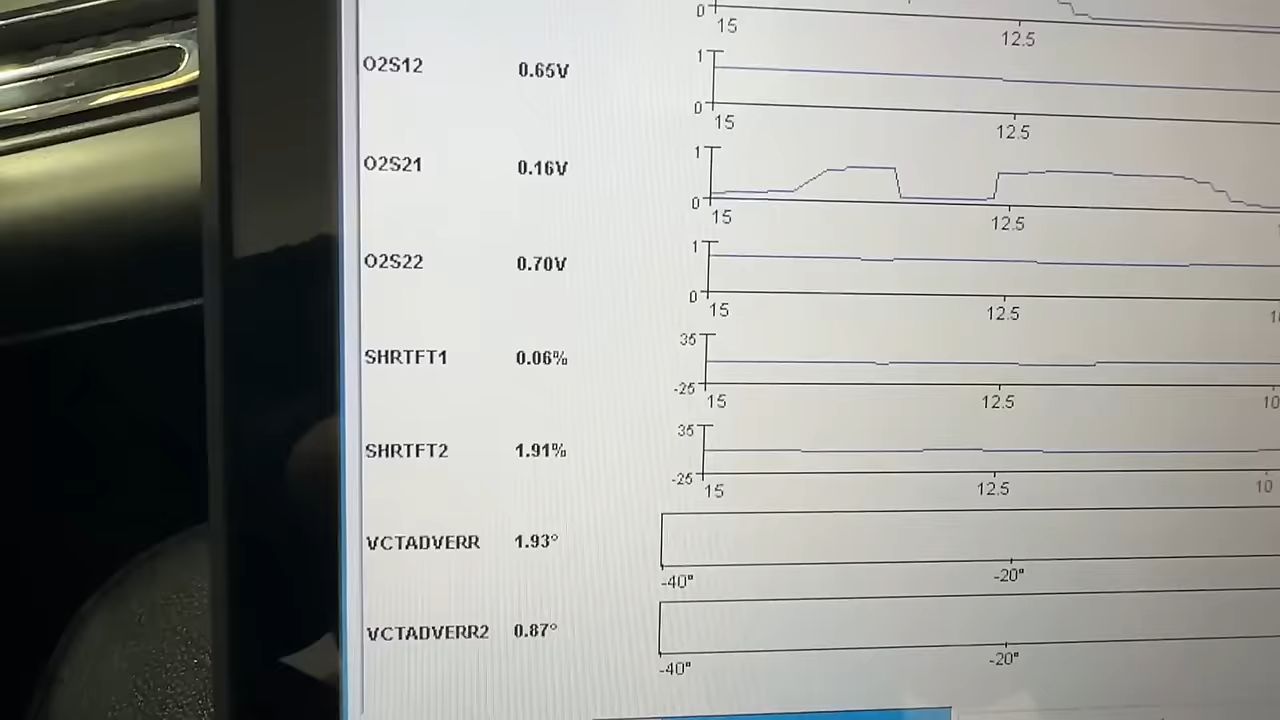 0
15 12.5
O2S12 0.65V 1
0
15 12.5
O2S21 0.16V 1
0
15 12.5
O2S22 0.70V 1
0
15 12.5
SHRTFT1 0.06% 35
-25
15 12.5 10
SHRTFT2 1.91% 35
-25
15 12.5 10
VCTADVERR 1.93°
-40° -20°
VCTADVERR2 0.87°
-40° -20°